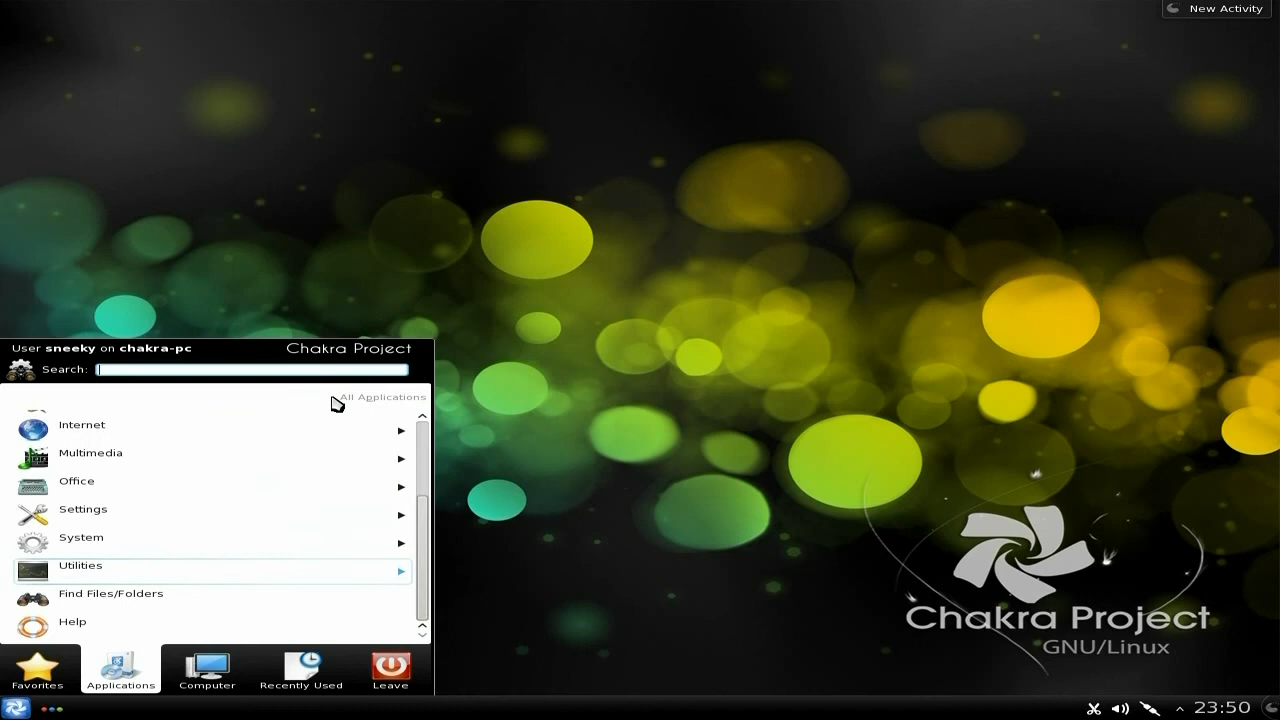 New Activity
User sneeky on chakra-pc
Chakra Project
Search:
All Applications
Internet
Multimedia
Office
Settings
System
Utilities
Find Files/Folders
Help
Favorites
Applications
Computer
Recently Used
Leave
Chakra Project
GNU/Linux
23:50